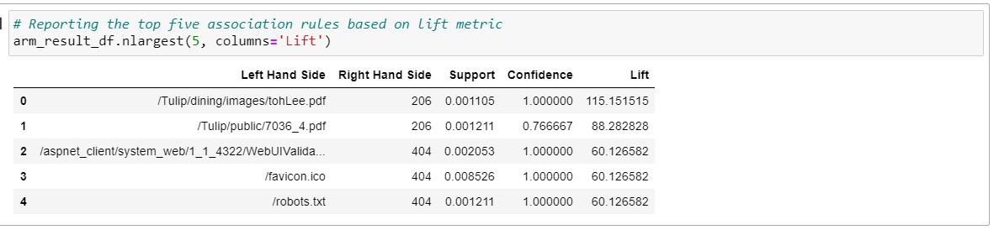 # Reporting the top five association rules based on lift metric
arm_result_df.nlargest(5, columns='Lift')
Left Hand Side Right Hand Side Support Confidence Lift
0 /Tulip/dining/images/tohLee.pdf 206 0.001105 1.000000 115.151515
1 /Tulip/public/7036_4.pdf 206 0.001211 0.766667 88.282828
2 /aspnet_client/system_web/1_1_4322/WebUIValida... 404 0.002053 1.000000 60.126582
3 /favicon.ico 404 0.008526 1.000000 60.126582
4 /robots.txt 404 0.001211 1.000000 60.126582